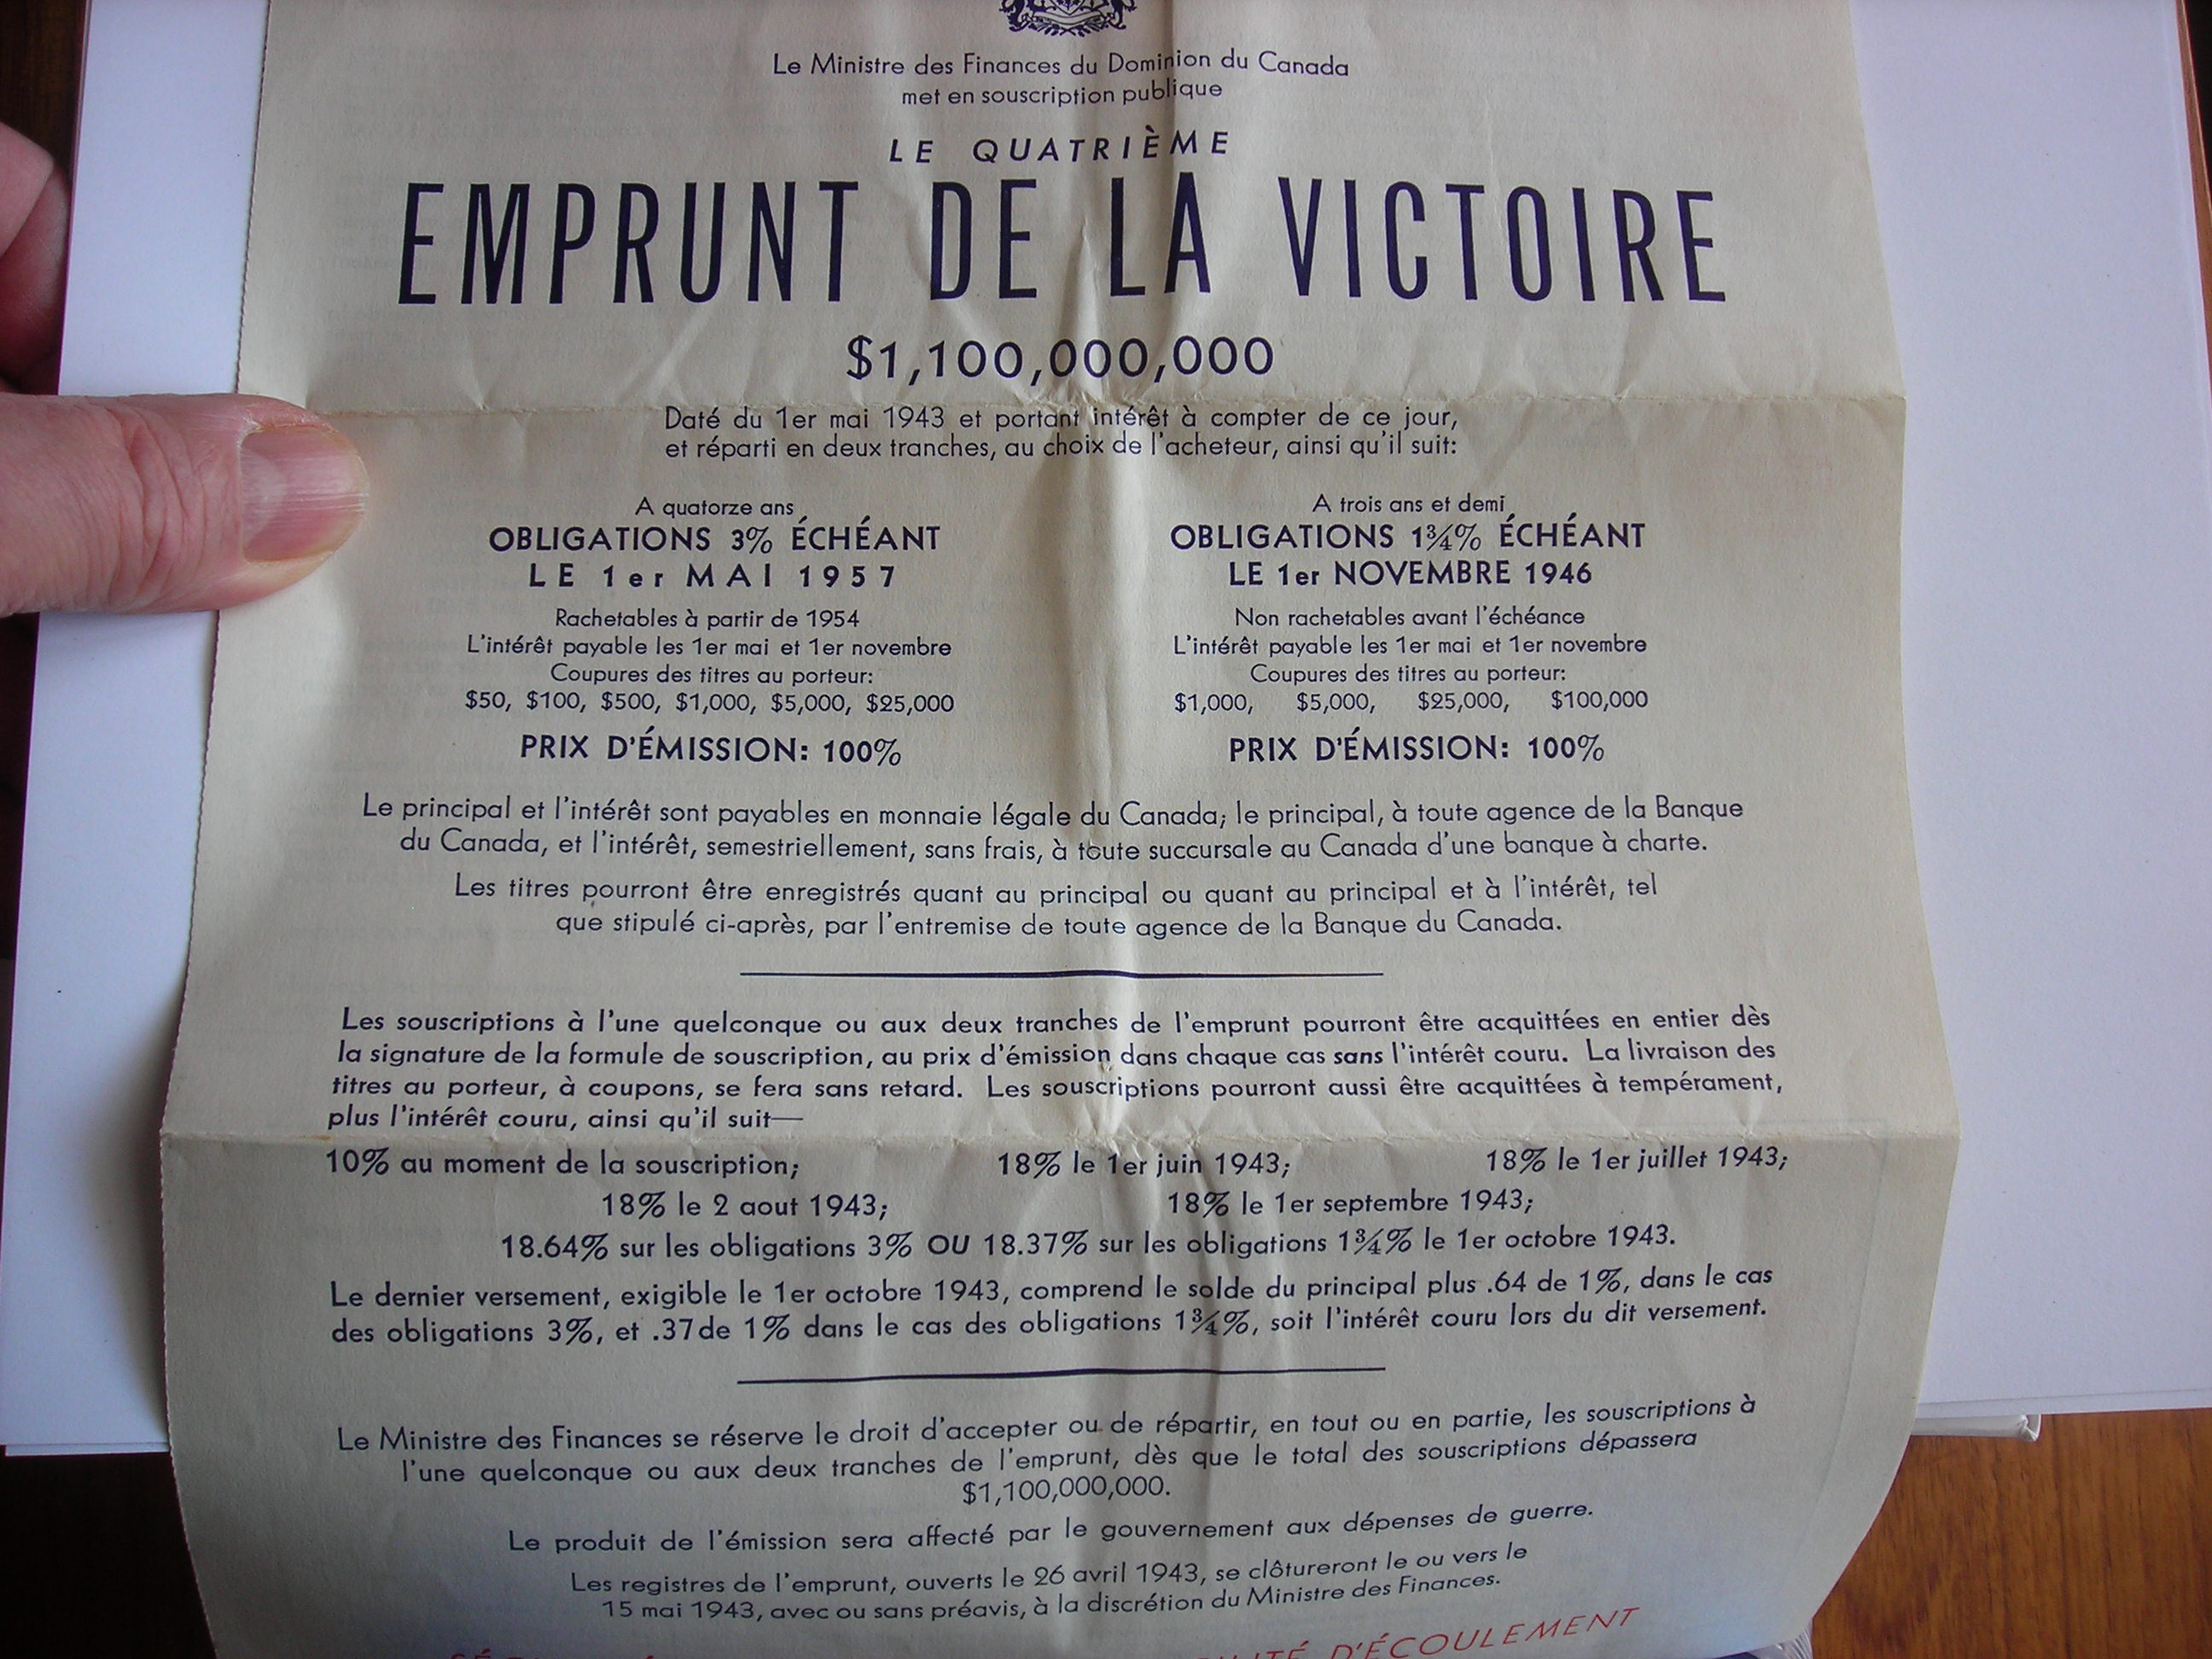 Le Ministre des Finances du Dominion du Canada
met en souscription publique
LE QUATRIÈME
EMPRUNT DE LA VICTOIRE
$1,100,000,000
Daté du 1er mai 1943 et portant intérêt à compter de ce jour,
et réparti en deux tranches, au choix de l'acheteur, ainsi qu'il suit:
A quatorze ans
OBLIGATIONS 3% ÉCHÉANT
LE 1er MAI 1957
Rachetables à partir de 1954
L'intérêt payable les 1er mai et 1er novembre
Coupures des titres au porteur:
$50, $100, $500, $1,000, $5,000, $25,000
PRIX D'ÉMISSION: 100%
A trois ans et demi
OBLIGATIONS 1¾% ÉCHÉANT
LE 1er NOVEMBRE 1946
Non rachetables avant l'échéance
L'intérêt payable les 1er mai et 1er novembre
Coupures des titres au porteur:
$1,000, $5,000, $25,000, $100,000
PRIX D'ÉMISSION: 100%
Le principal et l'intérêt sont payables en monnaie légale du Canada; le principal, à toute agence de la Banque
du Canada, et l'intérêt, semestriellement, sans frais, à toute succursale au Canada d'une banque à charte.
Les titres pourront être enregistrés quant au principal ou quant au principal et à l'intérêt, tel
que stipulé ci-après, par l'entremise de toute agence de la Banque du Canada.
Les souscriptions à l'une quelconque ou aux deux tranches de l'emprunt pourront être acquittées en entier dès
la signature de la formule de souscription, au prix d'émission dans chaque cas sans l'intérêt couru. La livraison des
titres au porteur, à coupons, se fera sans retard. Les souscriptions pourront aussi être acquittées à tempérament,
plus l'intérêt couru, ainsi qu'il suit—
10% au moment de la souscription; 18% le 1er juin 1943; 18% le 1er juillet 1943;
18% le 2 aout 1943; 18% le 1er septembre 1943;
18.64% sur les obligations 3% OU 18.37% sur les obligations 1¾% le 1er octobre 1943.
Le dernier versement, exigible le 1er octobre 1943, comprend le solde du principal plus .64 de 1%, dans le cas
des obligations 3%, et .37 de 1% dans le cas des obligations 1¾%, soit l'intérêt couru lors du dit versement.
Le Ministre des Finances se réserve le droit d'accepter ou de répartir, en tout ou en partie, les souscriptions à
l'une quelconque ou aux deux tranches de l'emprunt, dès que le total des souscriptions dépassera
$1,100,000,000.
Le produit de l'émission sera affecté par le gouvernement aux dépenses de guerre.
Les registres de l'emprunt, ouverts le 26 avril 1943, se clôtureront le ou vers le
15 mai 1943, avec ou sans préavis, à la discrétion du Ministre des Finances.
D'ÉCOULEMENT